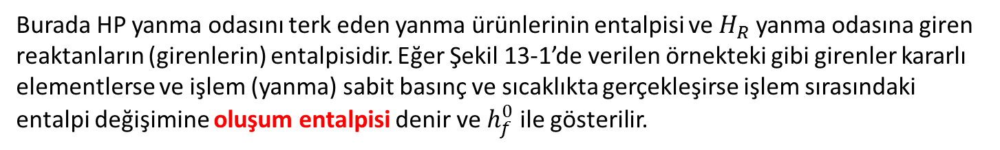 Burada HP yanma odasını terk eden yanma ürünlerinin entalpisi ve $H_R$ yanma odasına giren
reaktanların (girenlerin) entalpisidir. Eğer Şekil 13-1’de verilen örnekteki gibi girenler kararlı
elementlerse ve işlem (yanma) sabit basınç ve sıcaklıkta gerçekleşirse işlem sırasındaki
entalpi değişimine oluşum entalpisi denir ve $h_f^0$ ile gösterilir.